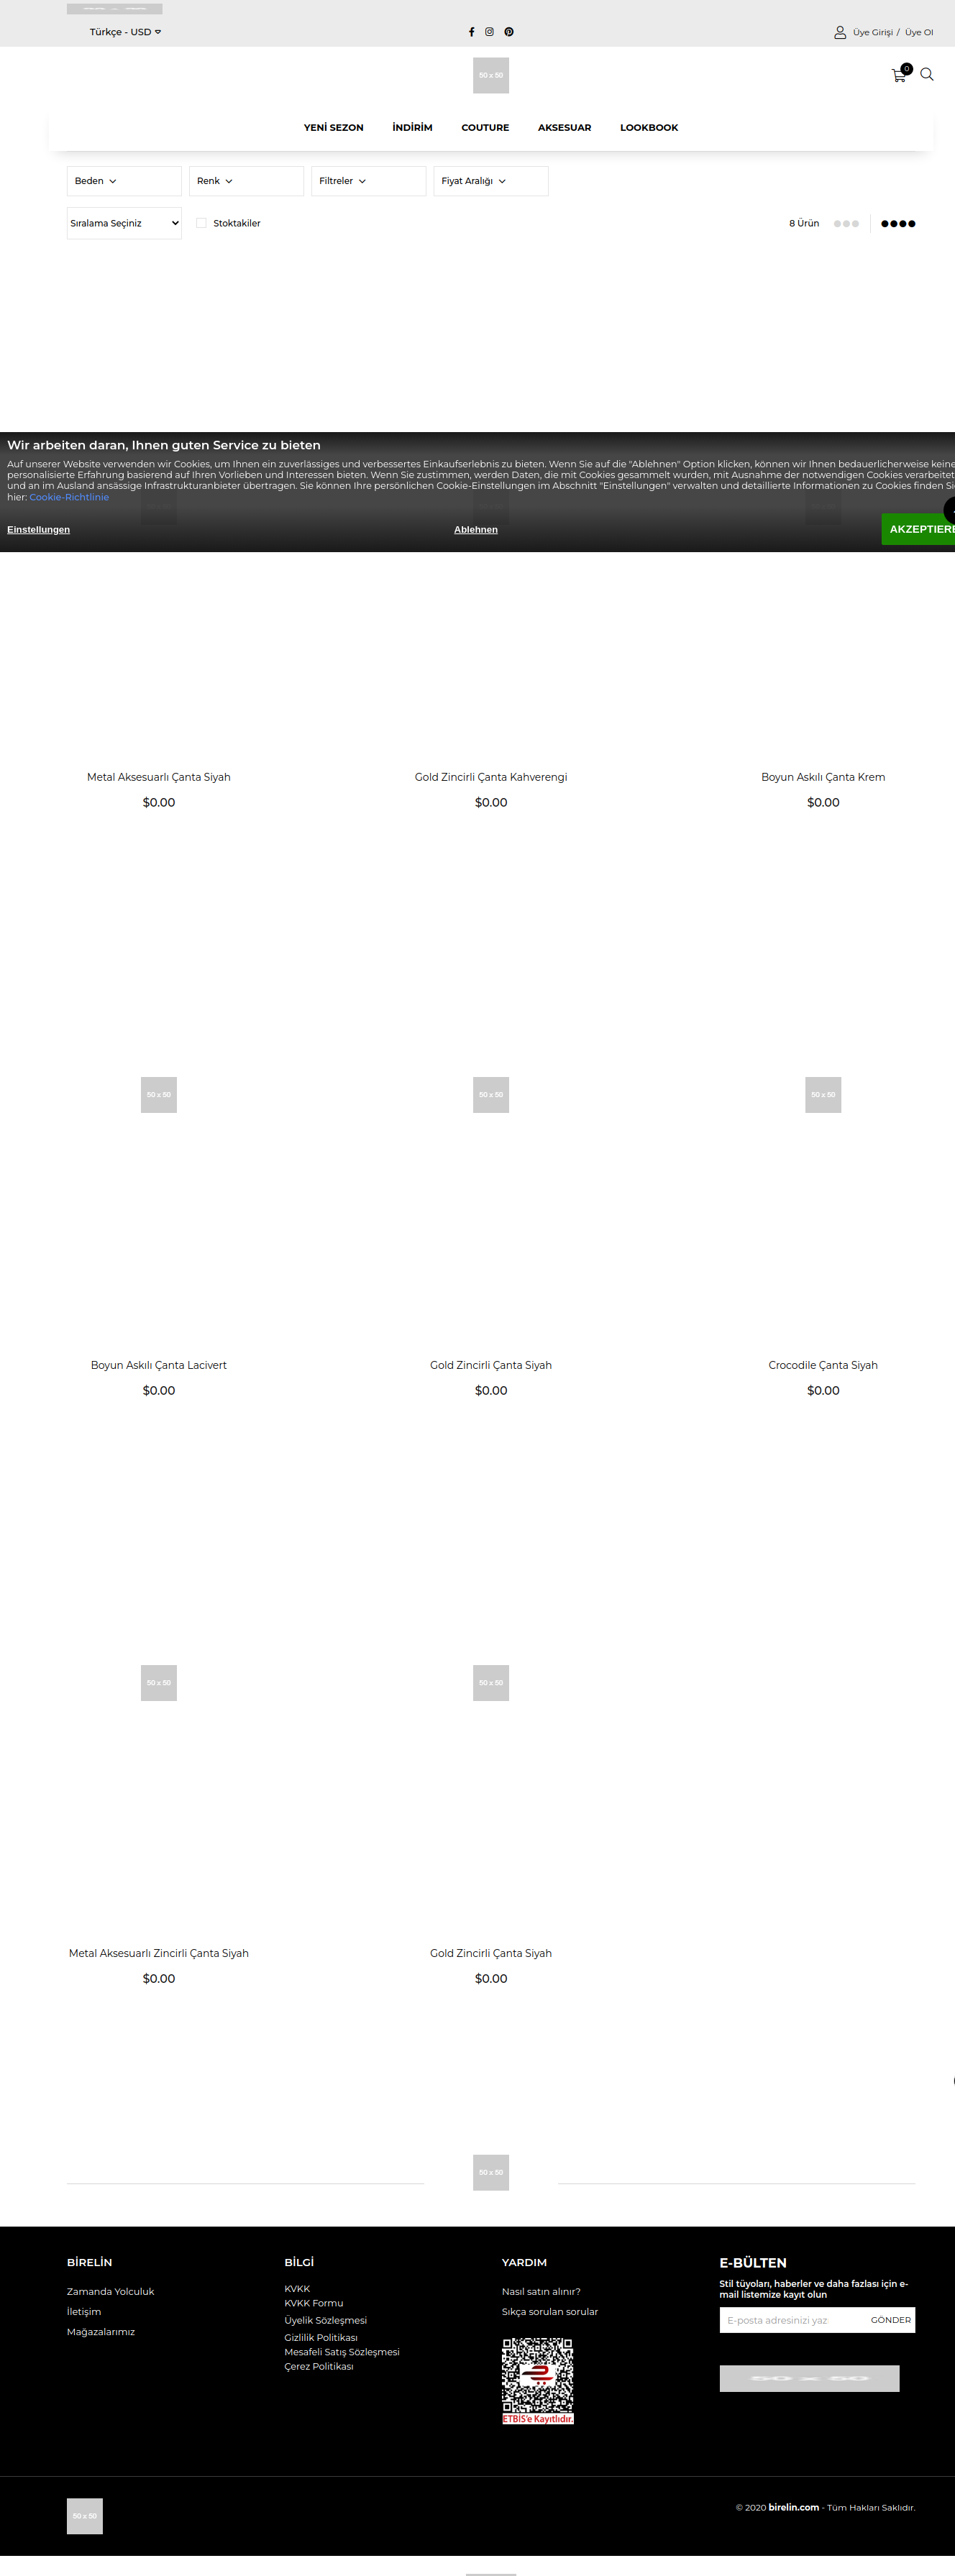 Türkçe - USD
Üye Girişi / Üye Ol
50 x 50
0
YENİ SEZON İNDİRİM COUTURE AKSESUAR LOOKBOOK
Beden Renk Filtreler Fiyat Aralığı
Sıralama Seçiniz Stoktakiler 8 Ürün
Wir arbeiten daran, Ihnen guten Service zu bieten
Auf unserer Website verwenden wir Cookies, um Ihnen ein zuverlässiges und verbessertes Einkaufserlebnis zu bieten. Wenn Sie auf die "Ablehnen" Option klicken, können wir Ihnen bedauerlicherweise keine
personalisierte Erfahrung basierend auf Ihren Vorlieben und Interessen bieten. Wenn Sie zustimmen, werden Daten, die mit Cookies gesammelt wurden, mit Ausnahme der notwendigen Cookies, verarbeitet
und an im Ausland ansässige Infrastrukturanbieter übertragen. Sie können Ihre persönlichen Cookie-Einstellungen im Abschnitt "Einstellungen" verwalten und detaillierte Informationen zu Cookies finden
hier: Cookie-Richtlinie
Einstellungen Ablehnen AKZEPTIERE
Metal Aksesuarlı Çanta Siyah Gold Zincirli Çanta Kahverengi Boyun Askılı Çanta Krem
$0.00 $0.00 $0.00
50 x 50 50 x 50 50 x 50
Boyun Askılı Çanta Lacivert Gold Zincirli Çanta Siyah Crocodile Çanta Siyah
$0.00 $0.00 $0.00
50 x 50 50 x 50
Metal Aksesuarlı Zincirli Çanta Siyah Gold Zincirli Çanta Siyah
$0.00 $0.00
50 x 50
BİRELİN
Zamanda Yolculuk
İletişim
Mağazalarımız
BİLGİ
KVKK
KVKK Formu
Üyelik Sözleşmesi
Gizlilik Politikası
Mesafeli Satış Sözleşmesi
Çerez Politikası
YARDIM
Nasıl satın alınır?
Sıkça sorulan sorular
ETBİS'e Kayıtlıdır.
E-BÜLTEN
Stil tüyoları, haberler ve daha fazlası için e-
mail listemize kayıt olun
E-posta adresinizi yaz GÖNDER
50 x 50
50 x 50
© 2020 birelin.com - Tüm Hakları Saklıdır.